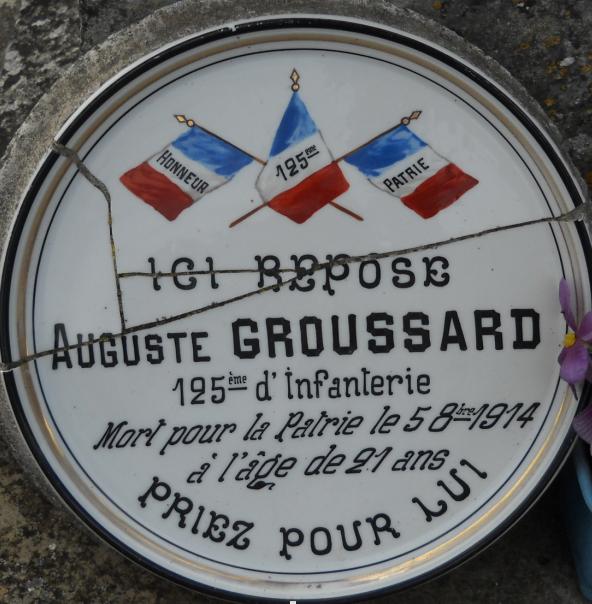 HONNEUR
125ème
PATRIE
ICI REPOSE
AUGUSTE GROUSSARD
125ème d'Infanterie
Mort pour la Patrie le 5 8bre 1914
à l'âge de 21 ans
PRIEZ POUR LUI